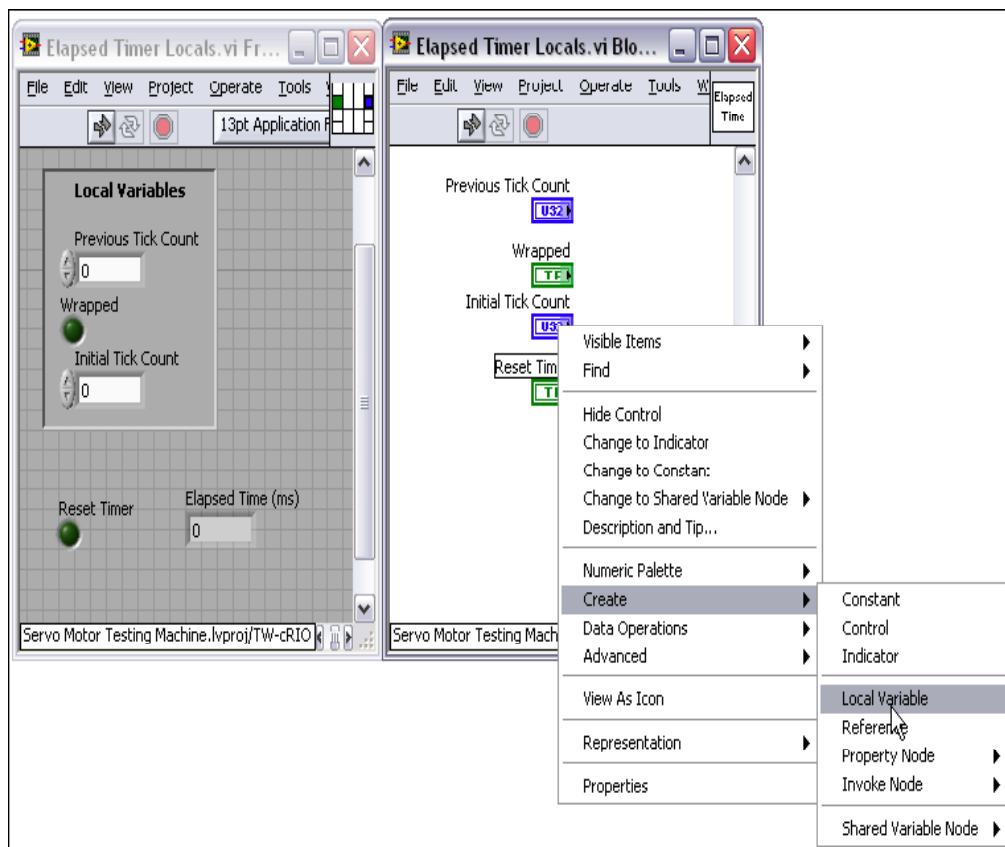 Elapsed Timer Locals.vi Fr...
File Edit View Project Operate Tools
13pt Application F
Local Variables
Previous Tick Count
0
Wrapped
Initial Tick Count
0
Reset Timer
Elapsed Time (ms)
0
Servo Motor Testing Machine.lvproj/TW-cRIO
Elapsed Timer Locals.vi Blo...
File Edit View Project Operate Tools W
Elapsed
Time
Previous Tick Count
U32
Wrapped
TF
Initial Tick Count
U32
Reset Tim
Servo Motor Testing Mach
Visible Items
Find
Hide Control
Change to Indicator
Change to Constant
Change to Shared Variable Node
Description and Tip...
Numeric Palette
Create
Data Operations
Advanced
View As Icon
Representation
Properties
Constant
Control
Indicator
Local Variable
Reference
Property Node
Invoke Node
Shared Variable Node